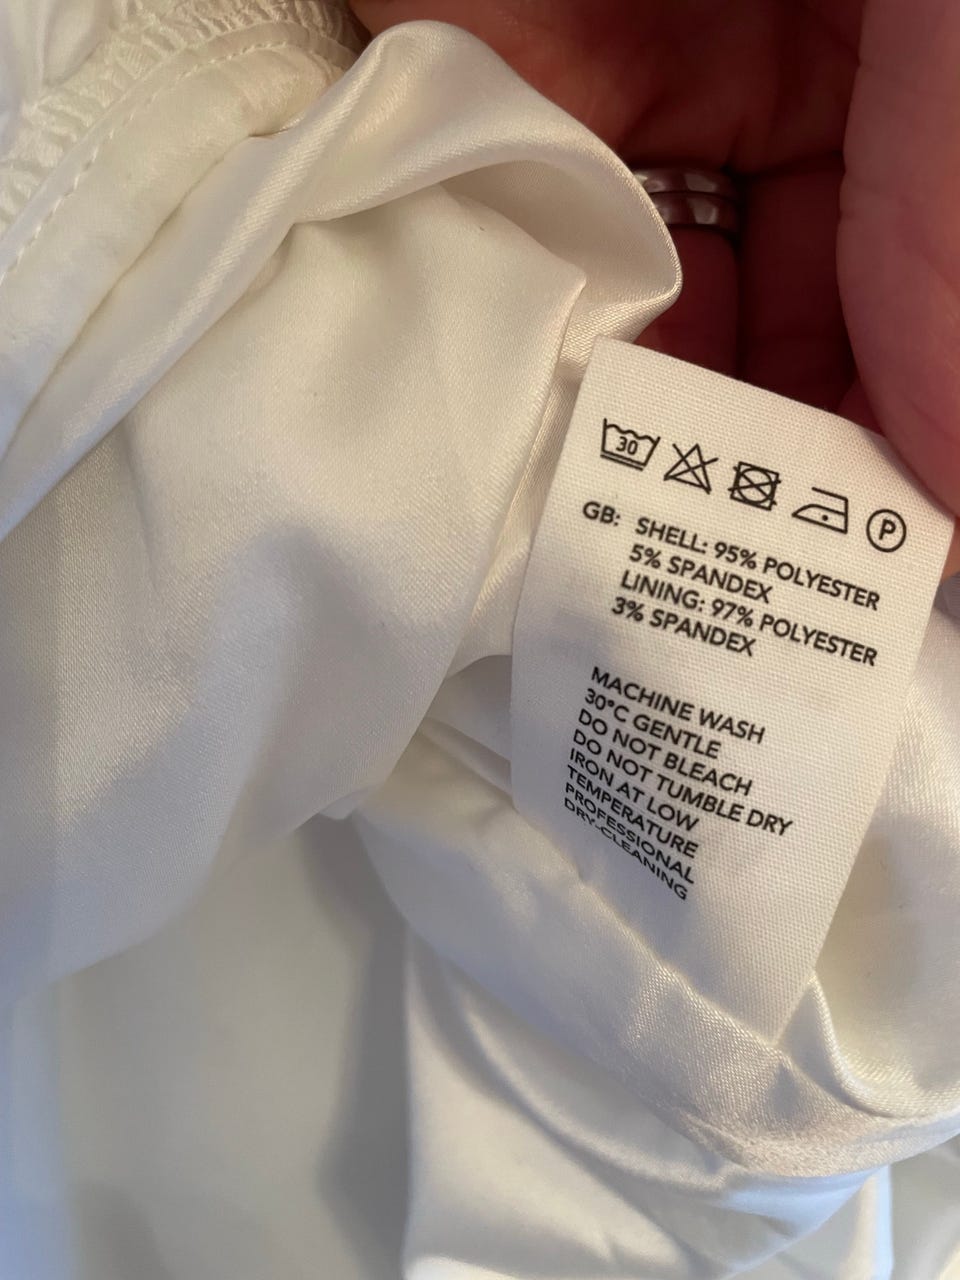 30
P
GB: SHELL: 95% POLYESTER
5% SPANDEX
LINING: 97% POLYESTER
3% SPANDEX
MACHINE WASH
30°C GENTLE
DO NOT BLEACH
DO NOT TUMBLE DRY
IRON AT LOW
TEMPERATURE
PROFESSIONAL
DRY-CLEANING